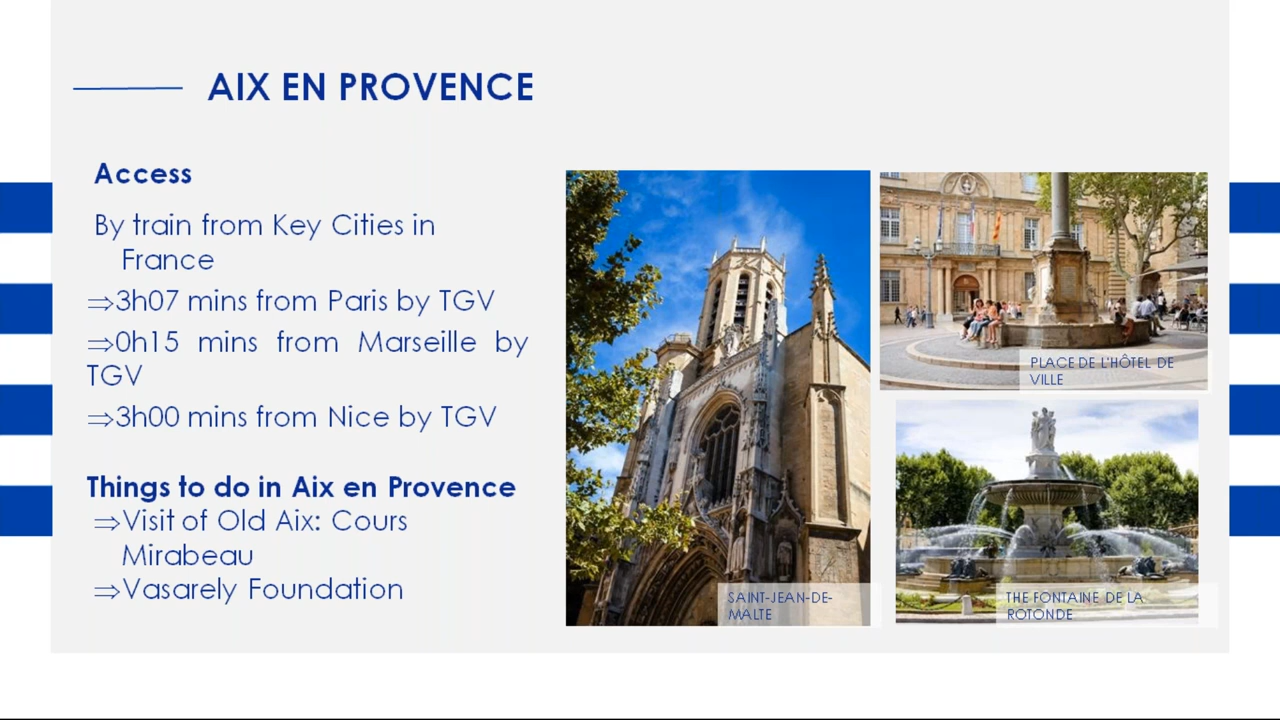 AIX EN PROVENCE
Access
By train from Key Cities in
France
⇒3h07 mins from Paris by TGV
⇒0h15 mins from Marseille by
TGV
⇒3h00 mins from Nice by TGV
Things to do in Aix en Provence
⇒Visit of Old Aix: Cours
Mirabeau
⇒Vasarely Foundation
SAINT-JEAN-DE-
MALTE
PLACE DE L'HÔTEL DE
VILLE
THE FONTAINE DE LA
ROTONDE